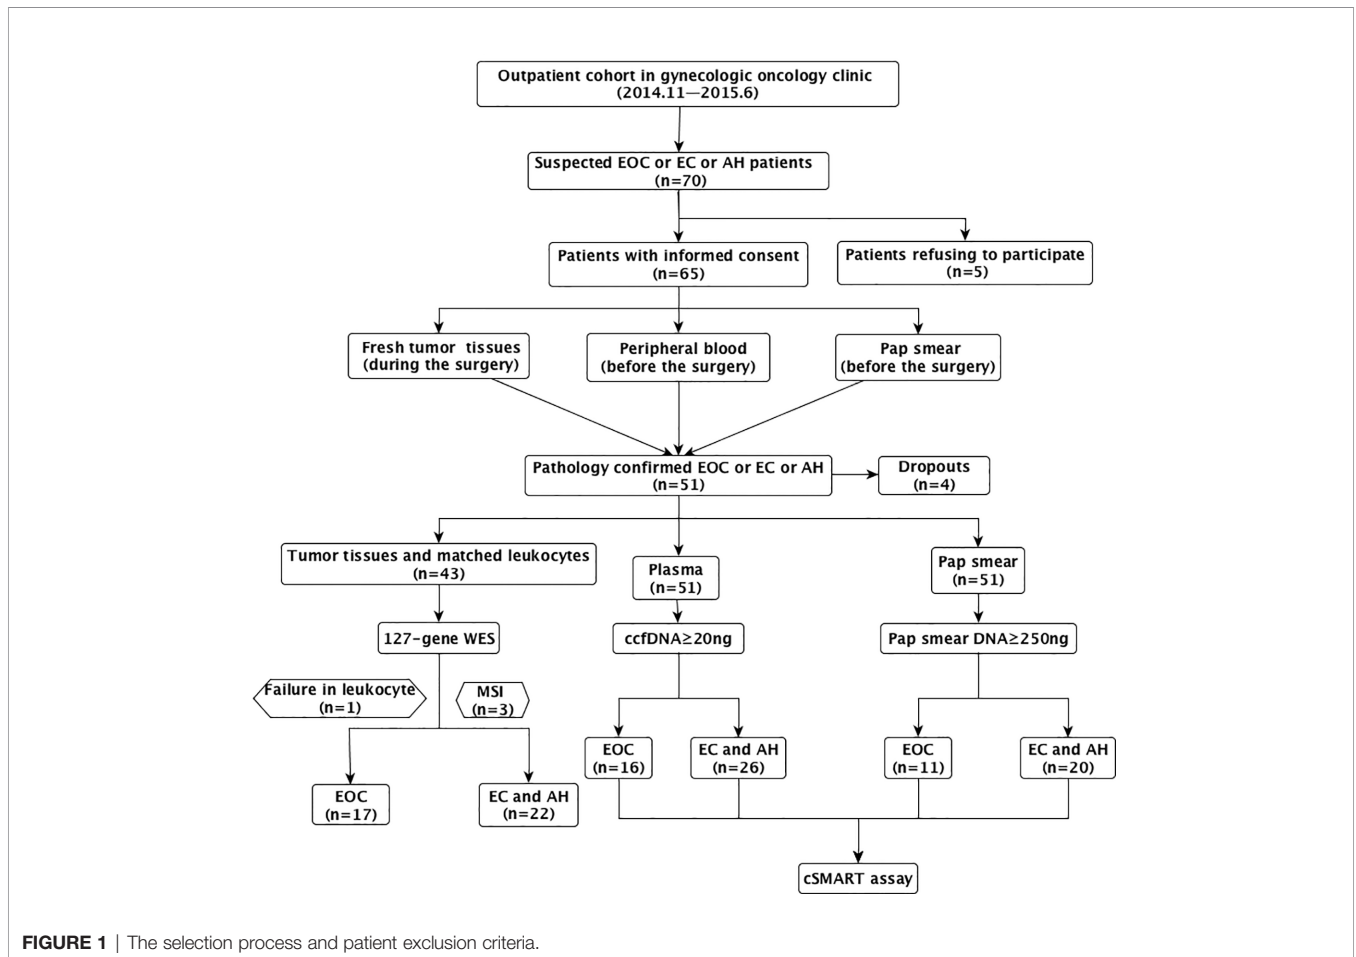 Outpatient cohort in gynecologic oncology clinic
(2014.11—2015.6)
Suspected EOC or EC or AH patients
(n=70)
Patients with informed consent
(n=65)
Patients refusing to participate
(n=5)
Fresh tumor tissues
(during the surgery)
Peripheral blood
(before the surgery)
Pap smear
(before the surgery)
Pathology confirmed EOC or EC or AH
(n=51)
Dropouts
(n=4)
Tumor tissues and matched leukocytes
(n=43)
Plasma
(n=51)
Pap smear
(n=51)
127-gene WES
ccfDNA≥20ng
Pap smear DNA≥250ng
Failure in leukocyte
(n=1)
MSI
(n=3)
EOC
(n=17)
EC and AH
(n=22)
EOC
(n=16)
EC and AH
(n=26)
EOC
(n=11)
EC and AH
(n=20)
cSMART assay
FIGURE 1 | The selection process and patient exclusion criteria.